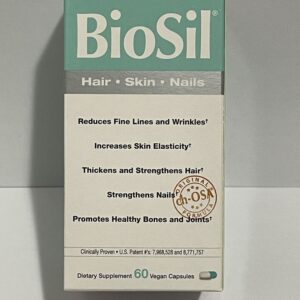 BioSil®
Hair • Skin • Nails
Reduces Fine Lines and Wrinkles†
Increases Skin Elasticity†
Thickens and Strengthens Hair†
Strengthens Nails†
Promotes Healthy Bones and Joints†
ORIGINAL
ch-OSA
FORMULA
Clinically Proven • U.S. Patent #'s: 7,968,528 and 8,771,757
Dietary Supplement 60 Vegan Capsules